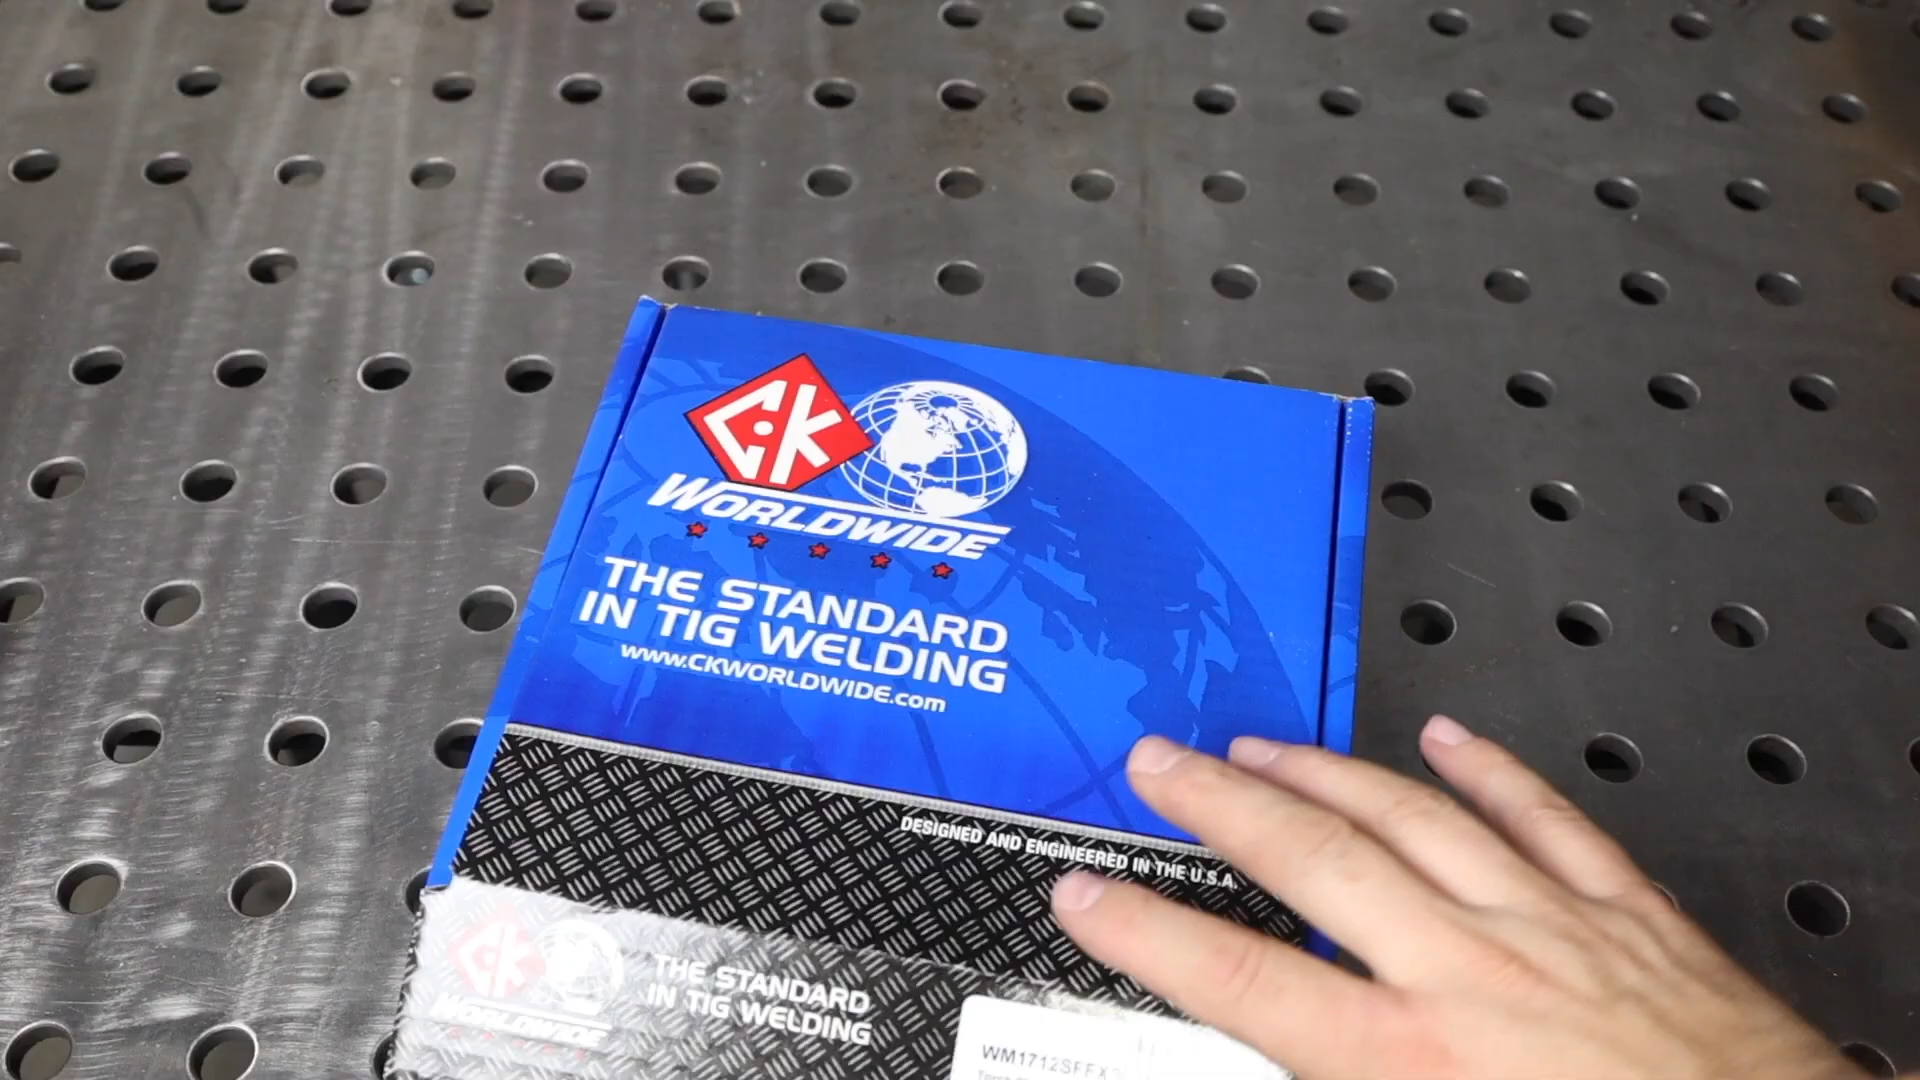 CK
WORLDWIDE
THE STANDARD
IN TIG WELDING
www.CKWORLDWIDE.com
DESIGNED AND ENGINEERED IN THE U.S.A.
CK
WORLDWIDE
THE STANDARD
IN TIG WELDING